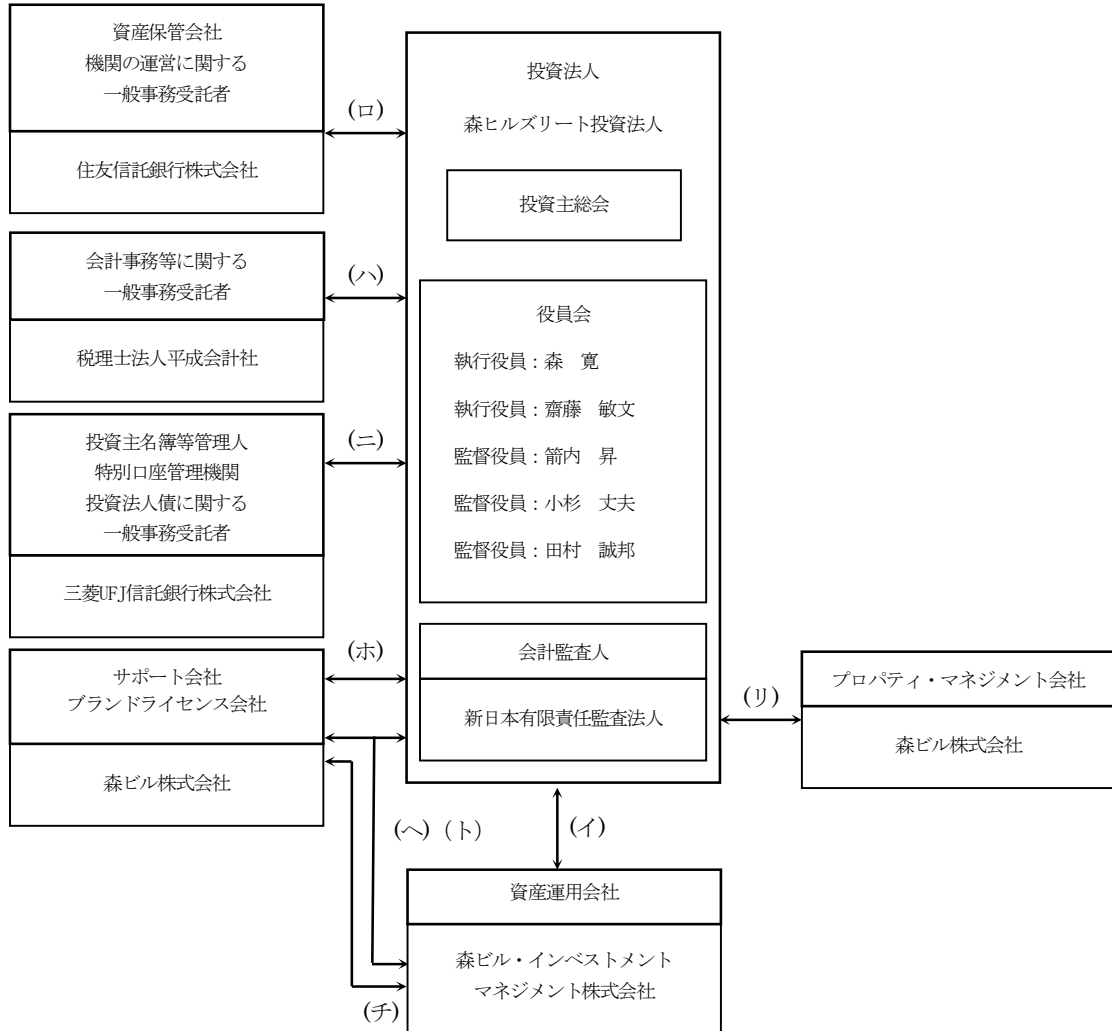 資産保管会社
機関の運営に関する
一般事務受託者
住友信託銀行株式会社
(ロ)
会計事務等に関する
一般事務受託者
税理士法人平成会計社
(ハ)
投資主名簿等管理人
特別口座管理機関
投資法人債に関する
一般事務受託者
三菱UFJ信託銀行株式会社
(ニ)
サポート会社
ブランドライセンス会社
森ビル株式会社
(ホ)
(ヘ)(ト)
(チ)
投資法人
森ヒルズリート投資法人
投資主総会
役員会
執行役員:森 寛
執行役員:齋藤 敏文
監督役員:箭内 昇
監督役員:小杉 丈夫
監督役員:田村 誠邦
会計監査人
新日本有限責任監査法人
(イ)
資産運用会社
森ビル・インベストメント
マネジメント株式会社
(リ)
プロパティ・マネジメント会社
森ビル株式会社